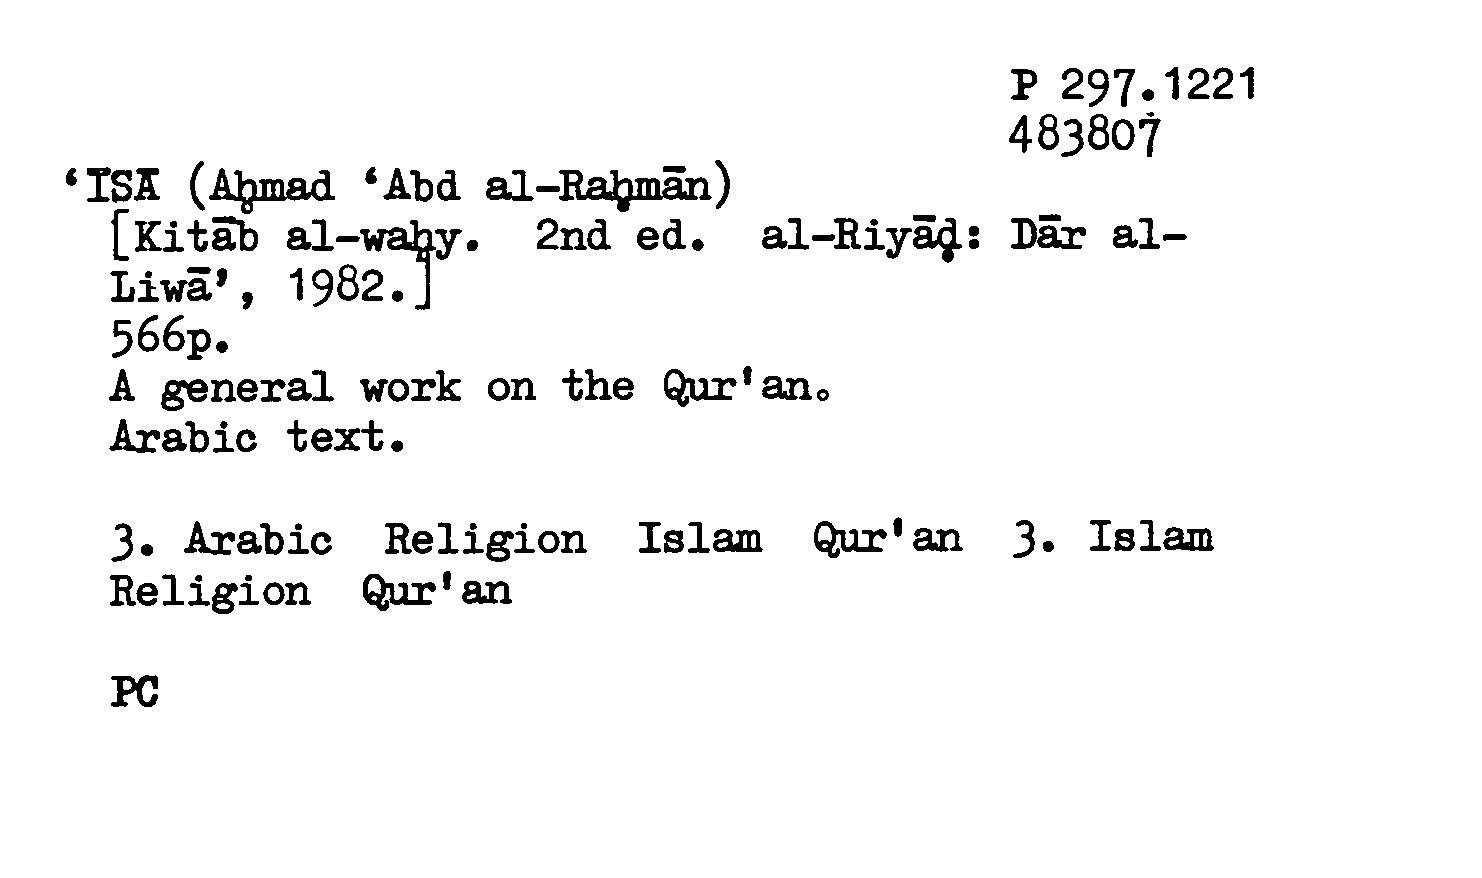 P 297.1221
483807
‘ĪSĀ (Aḥmad ‘Abd al-Raḥmān)
[Kitāb al-waḥy. 2nd ed. al-Riyāḍ: Dār al-
Liwā’, 1982.]
566p.
A general work on the Qur'an.
Arabic text.
3. Arabic Religion Islam Qur'an 3. Islam
Religion Qur'an
PC